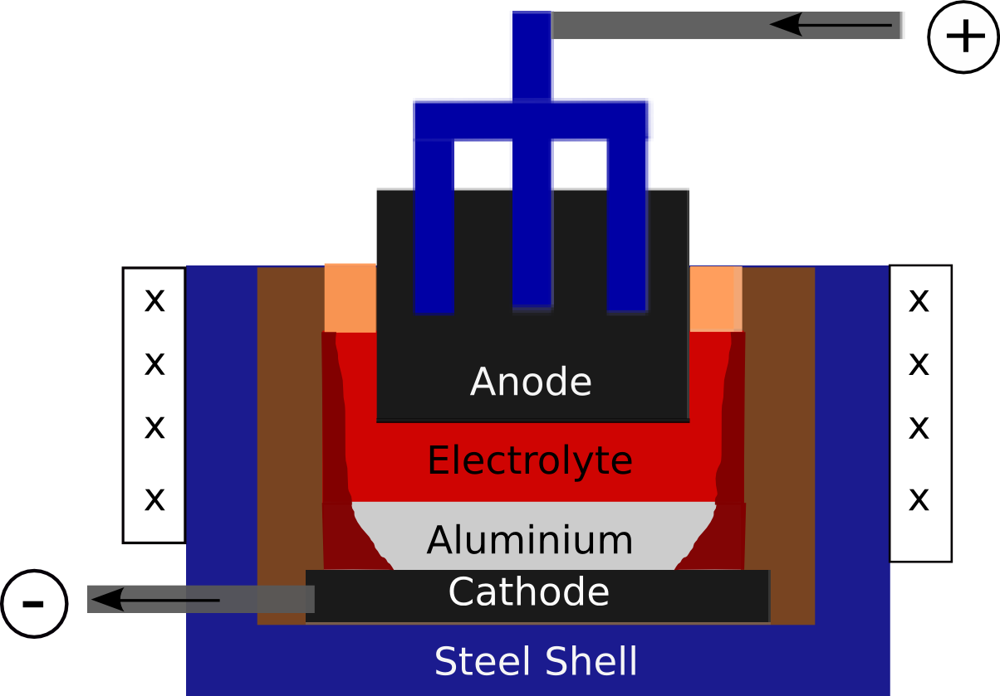 +
x x
x x
Anode
x x
Electrolyte
x x
Aluminium
Cathode
-
Steel Shell